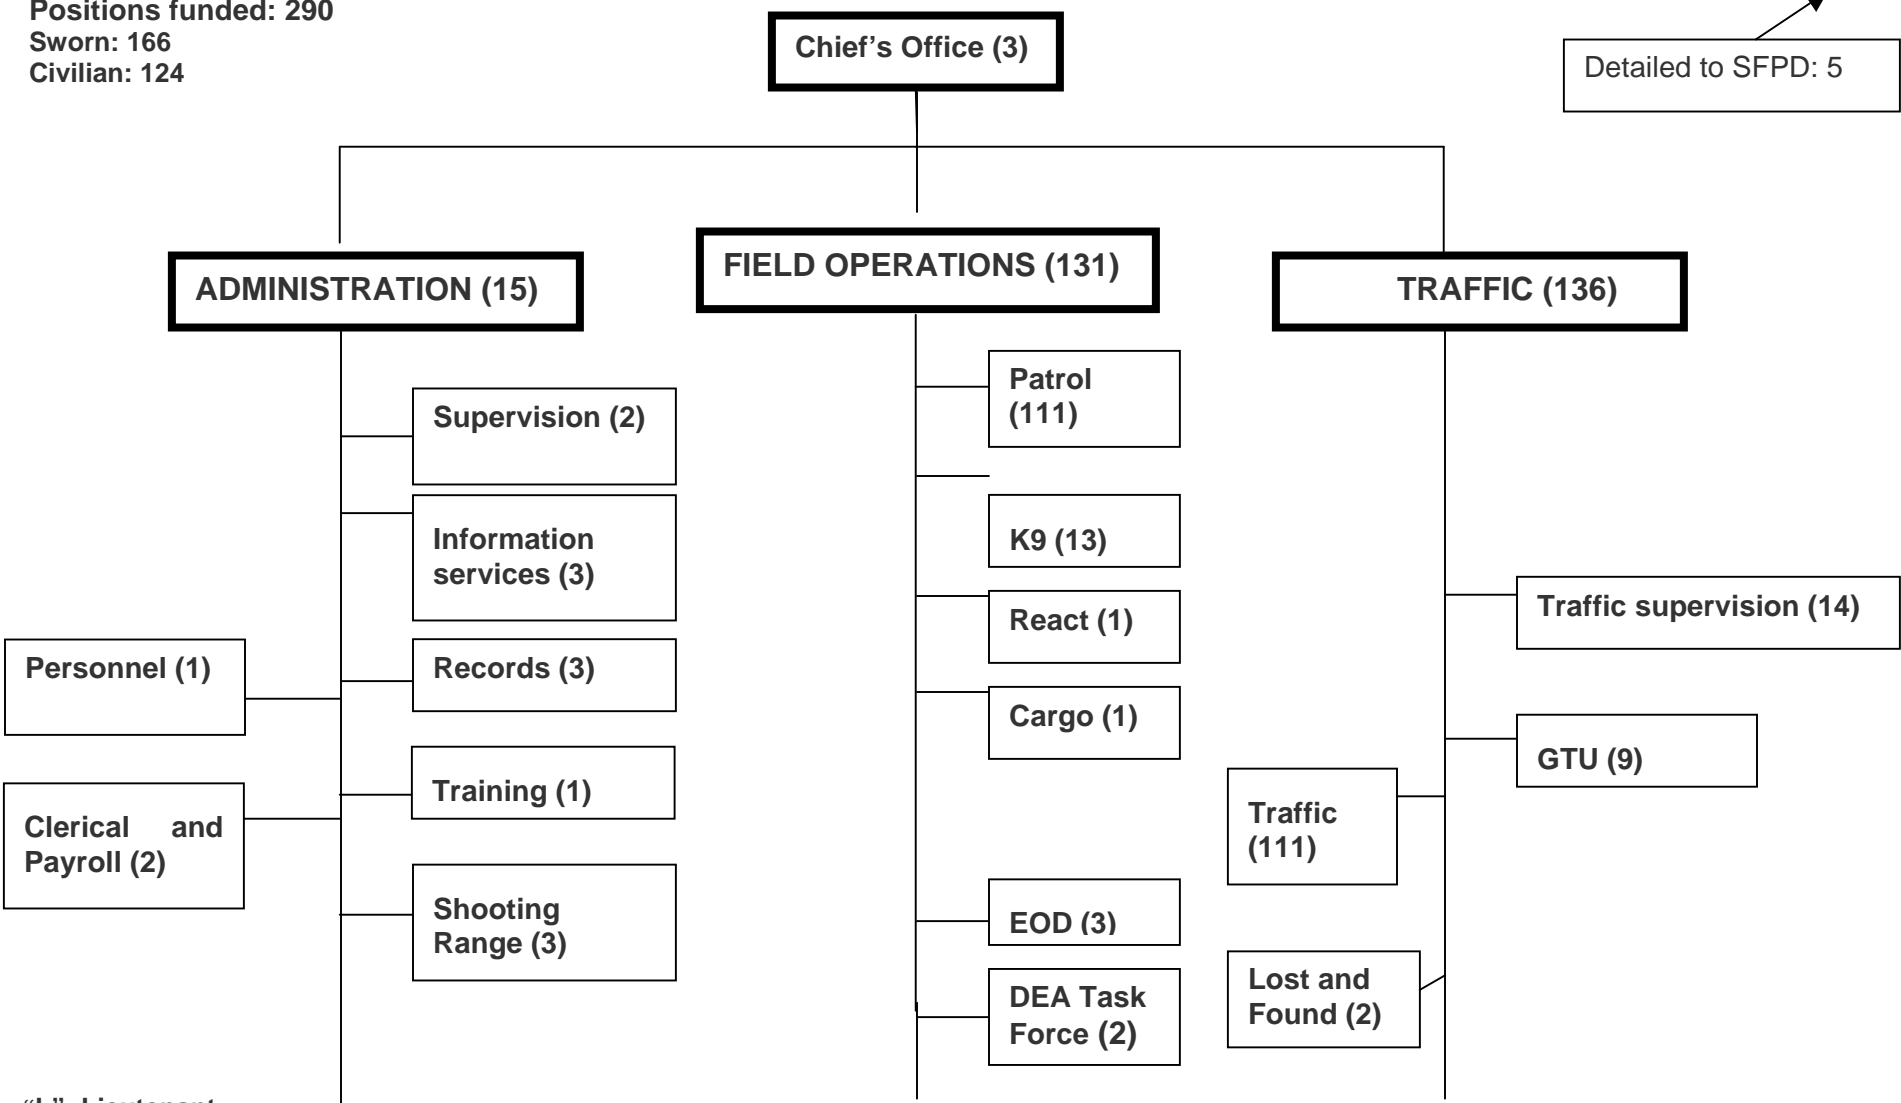 Positions funded: 290
Sworn: 166
Civilian: 124
Chief's Office (3)
Detailed to SFPD: 5
ADMINISTRATION (15)
FIELD OPERATIONS (131)
TRAFFIC (136)
Supervision (2)
Information
services (3)
Personnel (1)
Records (3)
Clerical and
Payroll (2)
Training (1)
Shooting
Range (3)
Patrol
(111)
K9 (13)
React (1)
Cargo (1)
EOD (3)
DEA Task
Force (2)
Traffic supervision (14)
GTU (9)
Traffic
(111)
Lost and
Found (2)
"L": Lieutenant